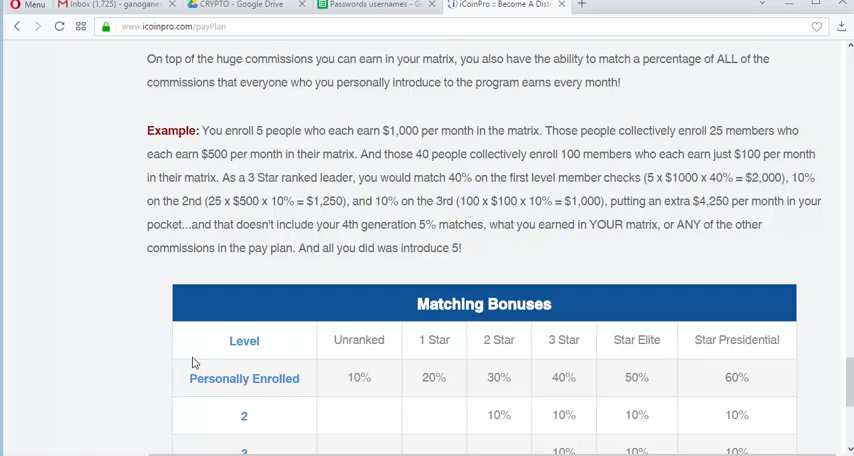 Menu
Inbox (1,725) - ganogane
CRYPTO - Google Drive
Passwords usernames - G
iCoinPro :: Become A Distr
www.icoinpro.com/payPlan
On top of the huge commissions you can earn in your matrix, you also have the ability to match a percentage of ALL of the
commissions that everyone who you personally introduce to the program earns every month!
Example: You enroll 5 people who each earn $1,000 per month in the matrix. Those people collectively enroll 25 members who
each earn $500 per month in their matrix. And those 40 people collectively enroll 100 members who each earn just $100 per month
in their matrix. As a 3 Star ranked leader, you would match 40% on the first level member checks (5 x $1000 x 40% = $2,000), 10%
on the 2nd (25 x $500 x 10% = $1,250), and 10% on the 3rd (100 x $100 x 10% = $1,000), putting an extra $4,250 per month in your
pocket...and that doesn't include your 4th generation 5% matches, what you earned in YOUR matrix, or ANY of the other
commissions in the pay plan. And all you did was introduce 5!
Matching Bonuses
Level Unranked 1 Star 2 Star 3 Star Star Elite Star Presidential
Personally Enrolled 10% 20% 30% 40% 50% 60%
2 10% 10% 10% 10%
3 10% 10% 10%